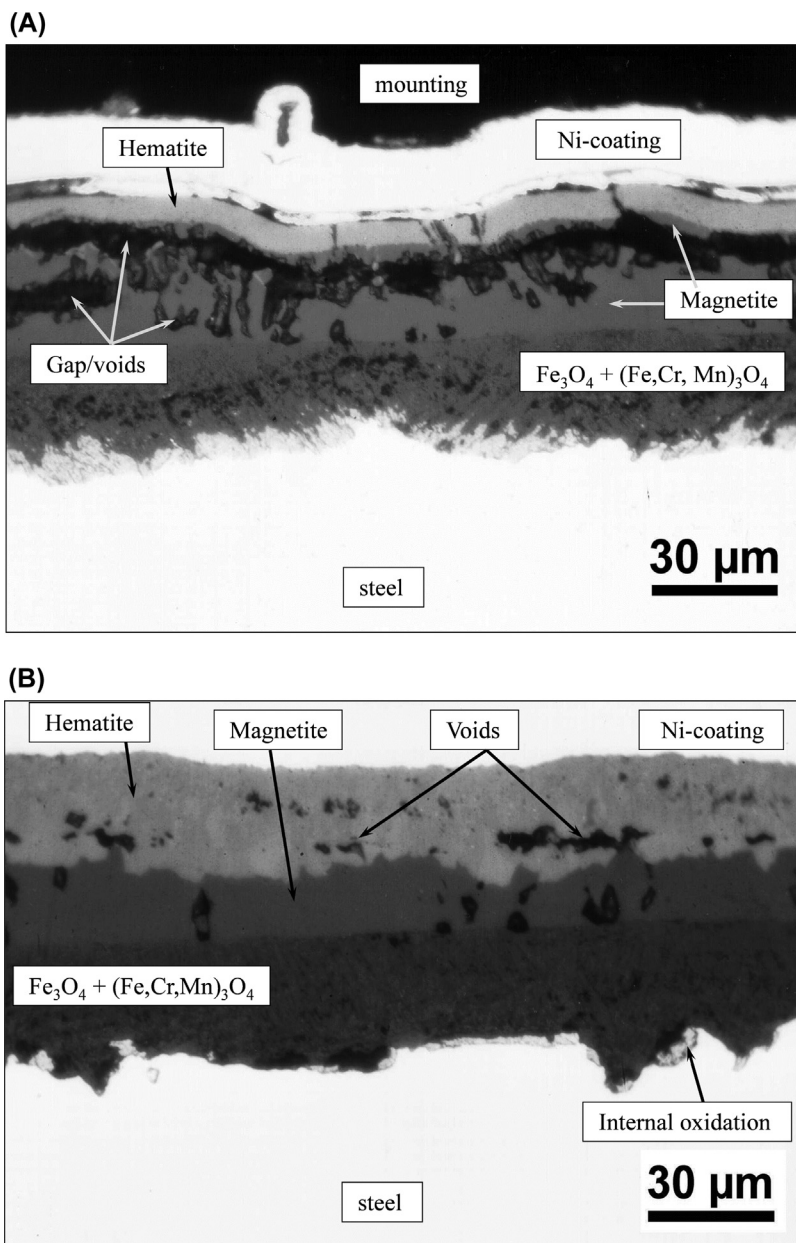 (A)
mounting
Hematite
Ni-coating
Magnetite
Gap/voids
Fe₃O₄ + (Fe,Cr, Mn)₃O₄
30 µm
steel
(B)
Hematite
Magnetite
Voids
Ni-coating
Fe₃O₄ + (Fe,Cr,Mn)₃O₄
Internal oxidation
30 µm
steel